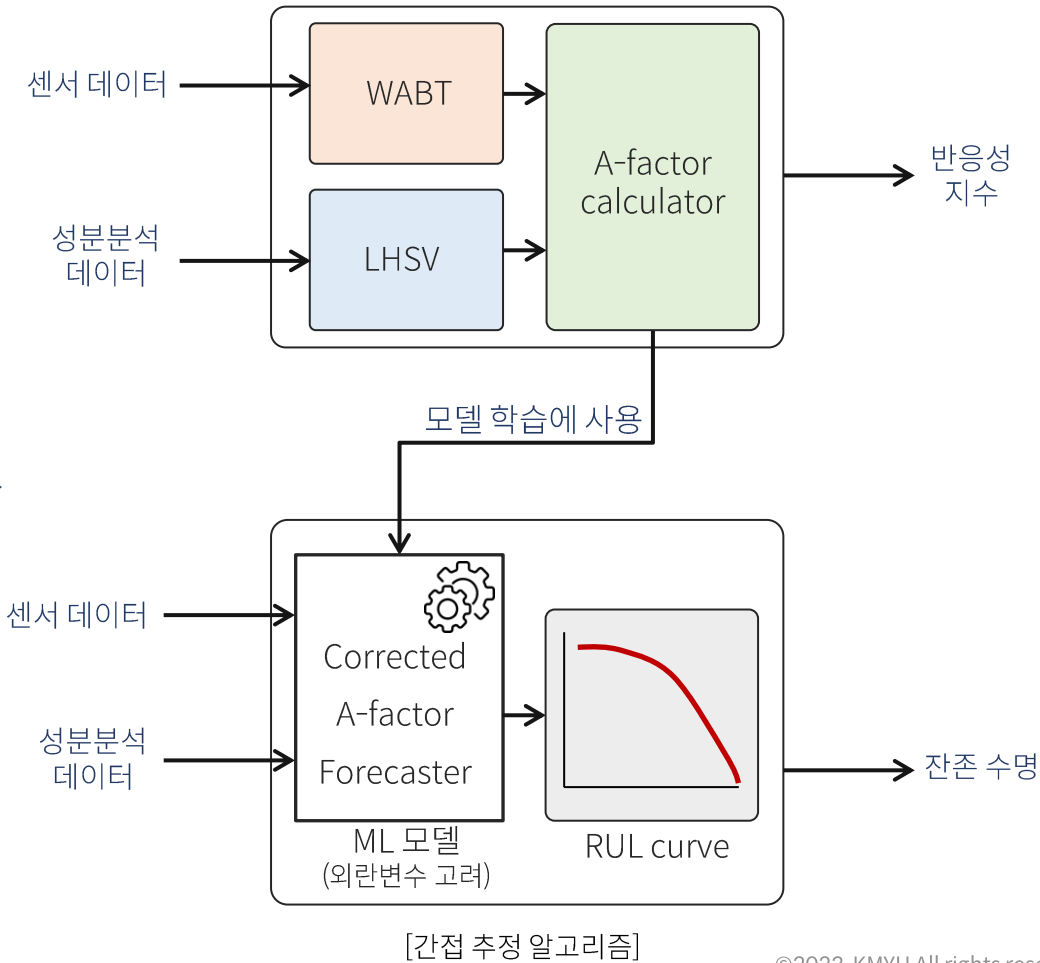 센서 데이터
WABT
성분분석
데이터
LHSV
A-factor
calculator
반응성
지수
모델 학습에 사용
센서 데이터
성분분석
데이터
Corrected
A-factor
Forecaster
ML 모델
(외란변수 고려)
RUL curve
잔존 수명
[간접 추정 알고리즘]
All rights